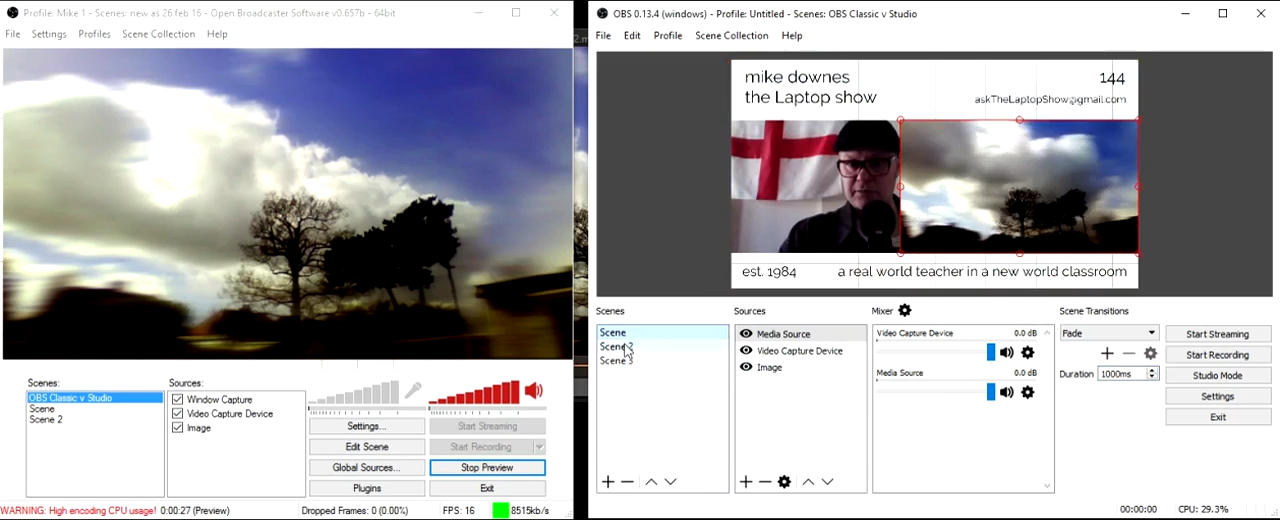 Profile: Mike 1 - Scenes: new as 26 feb 16 - Open Broadcaster Software v0.657b - 64bit
File Settings Profiles Scene Collection Help
Scenes:
OBS Classic v Studio
Scene
Scene 2
Sources:
Window Capture
Video Capture Device
Image
Settings...
Start Streaming
Edit Scene
Start Recording
Global Sources...
Stop Preview
Plugins
Exit
WARNING: High encoding CPU usage! 0:00:27 (Preview)
Dropped Frames: 0 (0.00%)
FPS: 16
8515kb/s
OBS 0.13.4 (windows) - Profile: Untitled - Scenes: OBS Classic v Studio
File Edit Profile Scene Collection Help
mike downes
144
the Laptop show
askTheLaptopShow@gmail.com
est. 1984
a real world teacher in a new world classroom
Scenes
Scene
Scene 2
Scene 3
Sources
Media Source
Video Capture Device
Image
Mixer
Video Capture Device 0.0 dB
Media Source 0.0 dB
Scene Transitions
Fade
Duration 1000ms
Start Streaming
Start Recording
Studio Mode
Settings
Exit
00:00:00
CPU: 29.3%